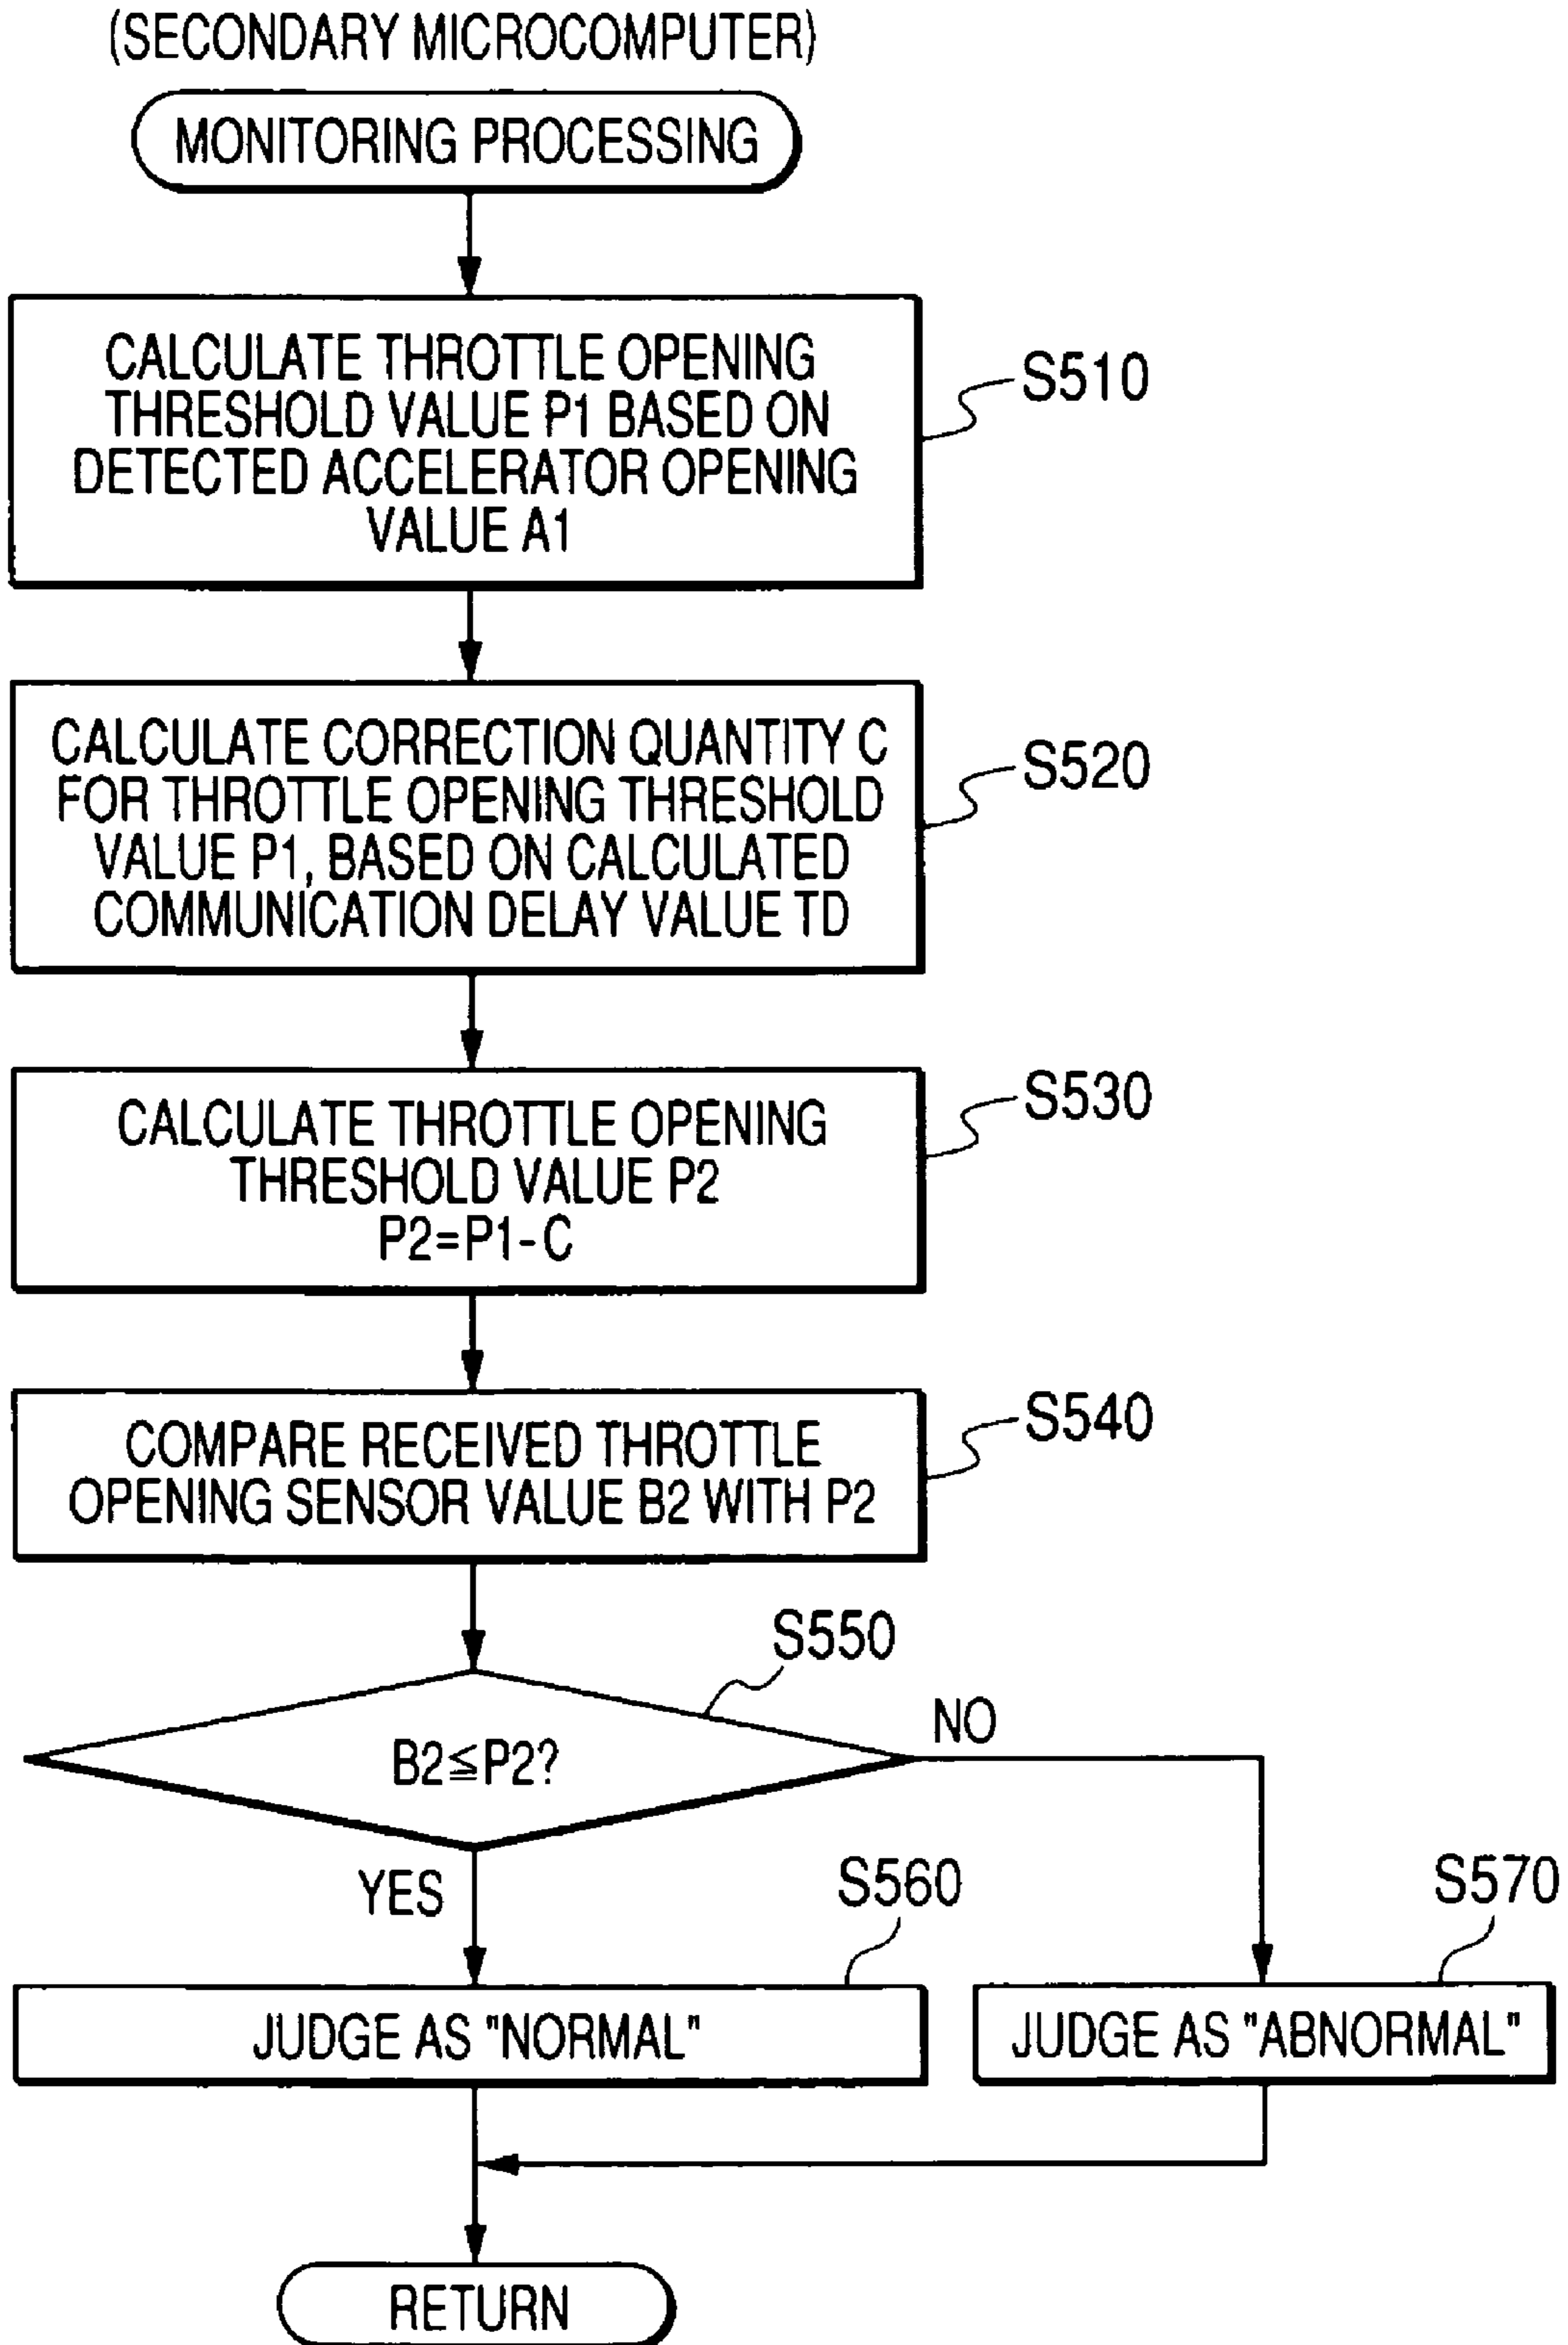 (SECONDARY MICROCOMPUTER)
MONITORING PROCESSING
CALCULATE THROTTLE OPENING
THRESHOLD VALUE P1 BASED ON
DETECTED ACCELERATOR OPENING
VALUE A1
S510
CALCULATE CORRECTION QUANTITY C
FOR THROTTLE OPENING THRESHOLD
VALUE P1, BASED ON CALCULATED
COMMUNICATION DELAY VALUE TD
S520
CALCULATE THROTTLE OPENING
THRESHOLD VALUE P2
P2=P1-C
S530
COMPARE RECEIVED THROTTLE
OPENING SENSOR VALUE B2 WITH P2
S540
S550
B2≦P2?
NO
YES
S560
S570
JUDGE AS "NORMAL"
JUDGE AS "ABNORMAL"
RETURN